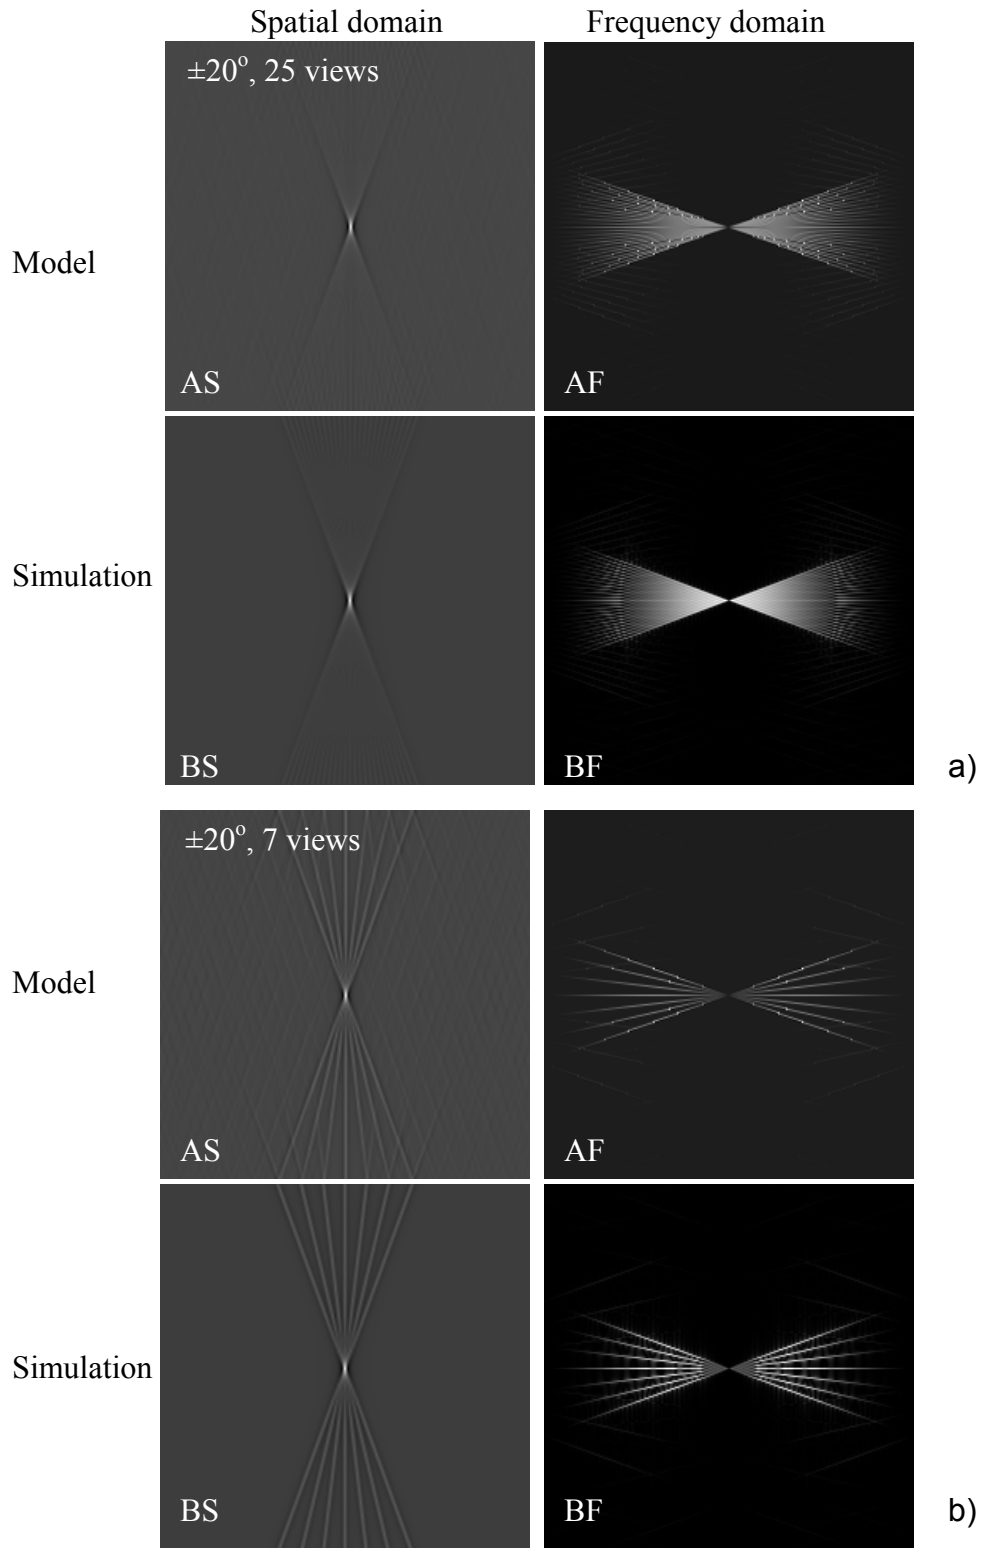 Spatial domain Frequency domain
±20°, 25 views
Model
AS AF
Simulation
BS BF a)
±20°, 7 views
Model
AS AF
Simulation
BS BF b)